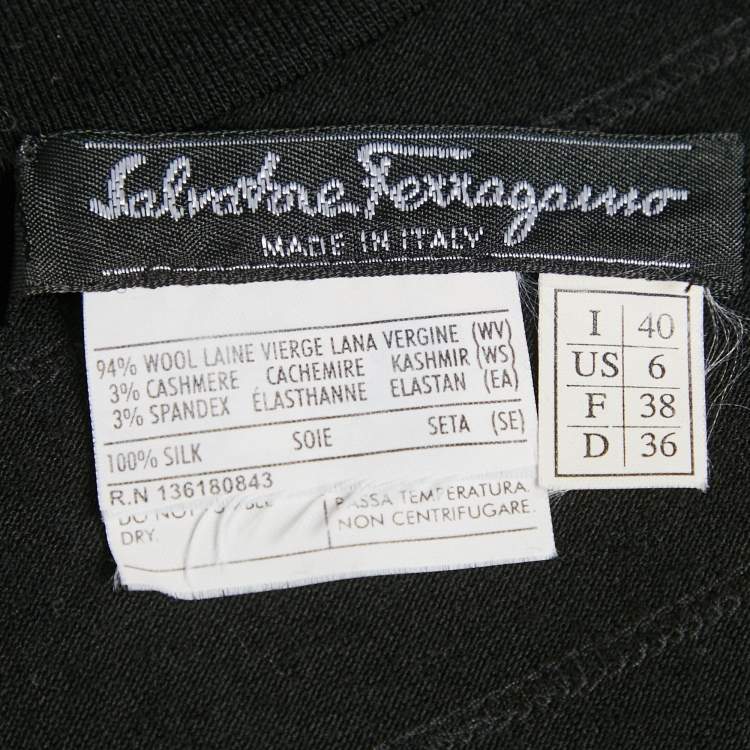 Salvatore Ferragamo
MADE IN ITALY
94% WOOL LAINE VIERGE LANA VERGINE (WV)
3% CASHMERE CACHEMIRE KASHMIR (WS)
3% SPANDEX ÉLASTHANNE ELASTAN (EA)
100% SILK SOIE SETA (SE)
R.N 136180843
DO NOT
DRY.
BASSA TEMPERATURA.
NON CENTRIFUGARE.
I 40
US 6
F 38
D 36